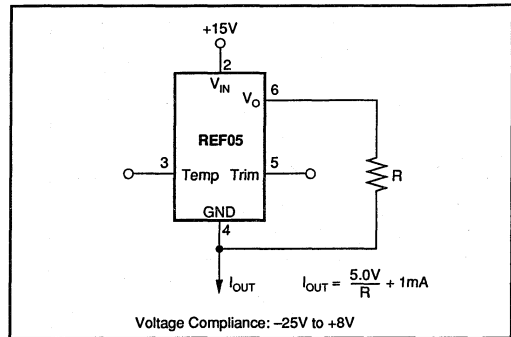 +15V
2
V_IN
6
V_O
REF05
3
5
Temp
Trim
R
GND
4
I_OUT
I_OUT = 5.0V/R + 1mA
Voltage Compliance: –25V to +8V